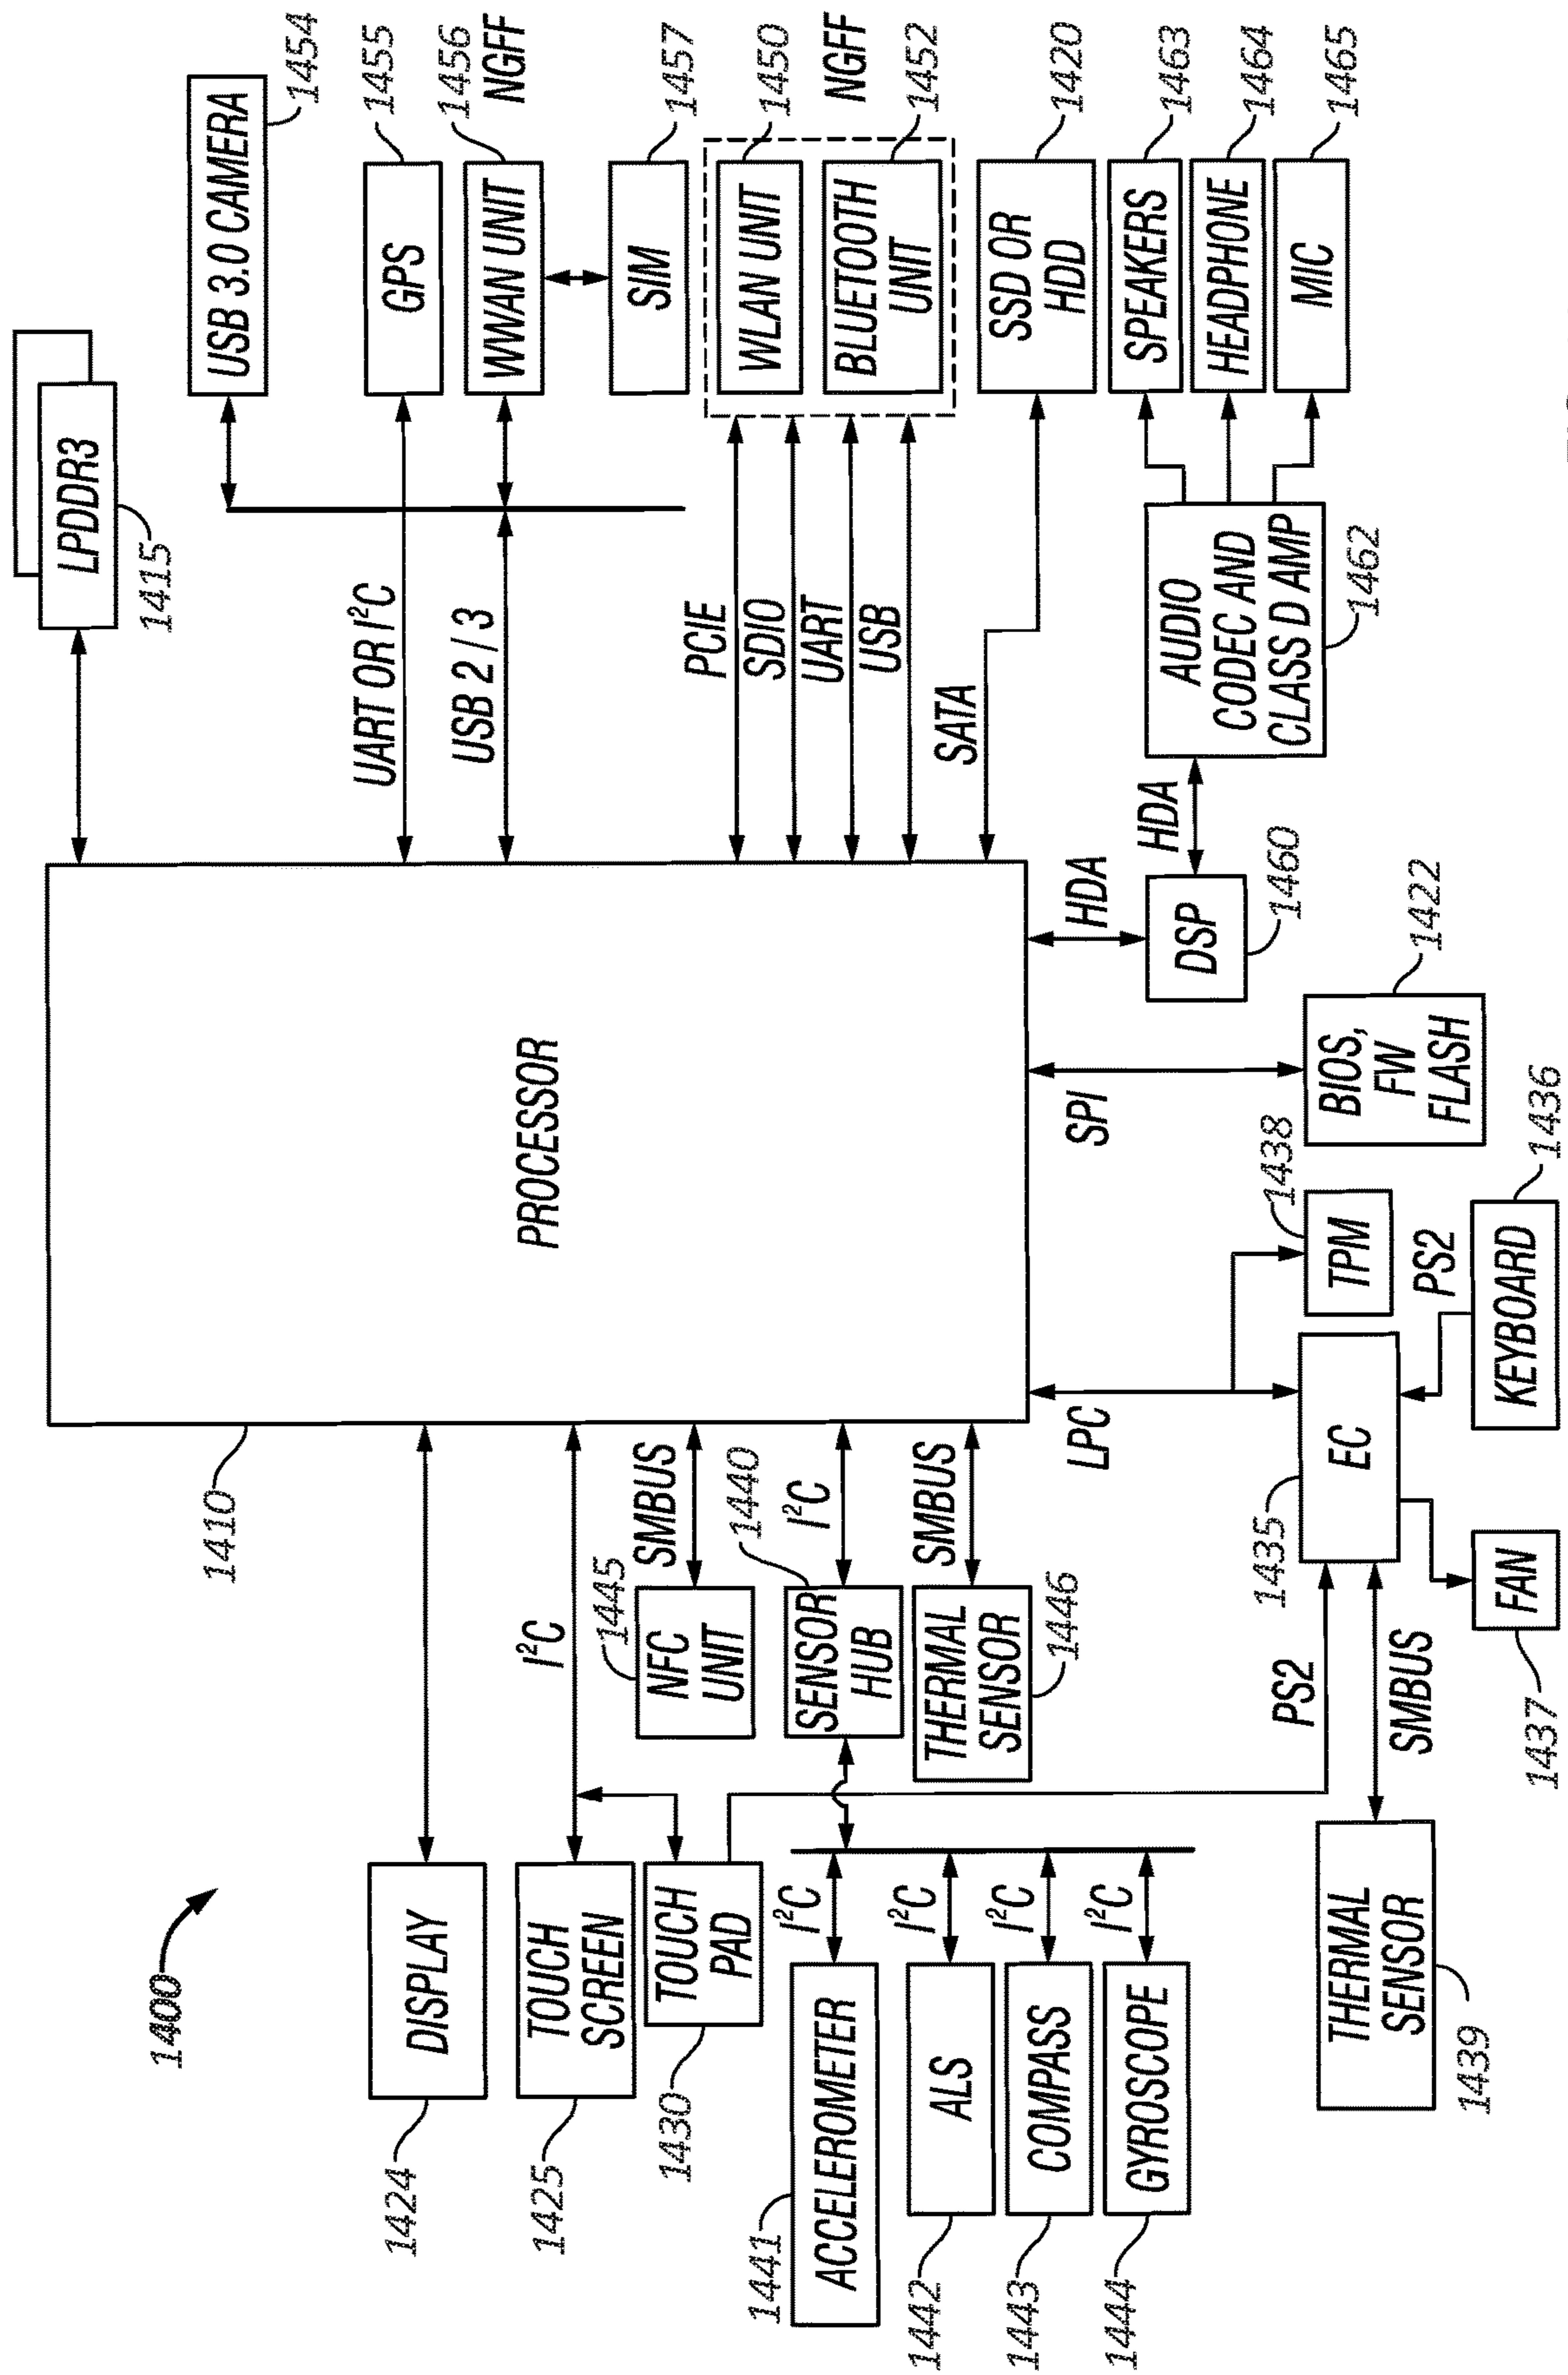 1400
LPDDR3
1415
USB 3.0 CAMERA
1454
1410
PROCESSOR
DISPLAY
1424
UART OR I²C
GPS
1455
USB 2 / 3
WWAN UNIT
1456
NGFF
I²C
TOUCH
SCREEN
1425
SIM
1457
TOUCH
PAD
1430
SMBUS
NFC
UNIT
1445
PCIE
SDIO
UART
USB
WLAN UNIT
1450
NGFF
BLUETOOTH
UNIT
1452
I²C
1440
SENSOR
HUB
SMBUS
THERMAL
SENSOR
1446
SATA
SSD OR
HDD
1420
I²C
ACCELEROMETER
1441
I²C
ALS
1442
I²C
COMPASS
1443
I²C
GYROSCOPE
1444
LPC
SPI
HDA
DSP
1460
HDA
AUDIO
CODEC AND
CLASS D AMP
1462
SPEAKERS
1463
HEADPHONE
1464
MIC
1465
PS2
SMBUS
THERMAL
SENSOR
1439
1435
EC
TPM
1438
BIOS,
FW
FLASH
1422
FAN
1437
PS2
KEYBOARD
1436